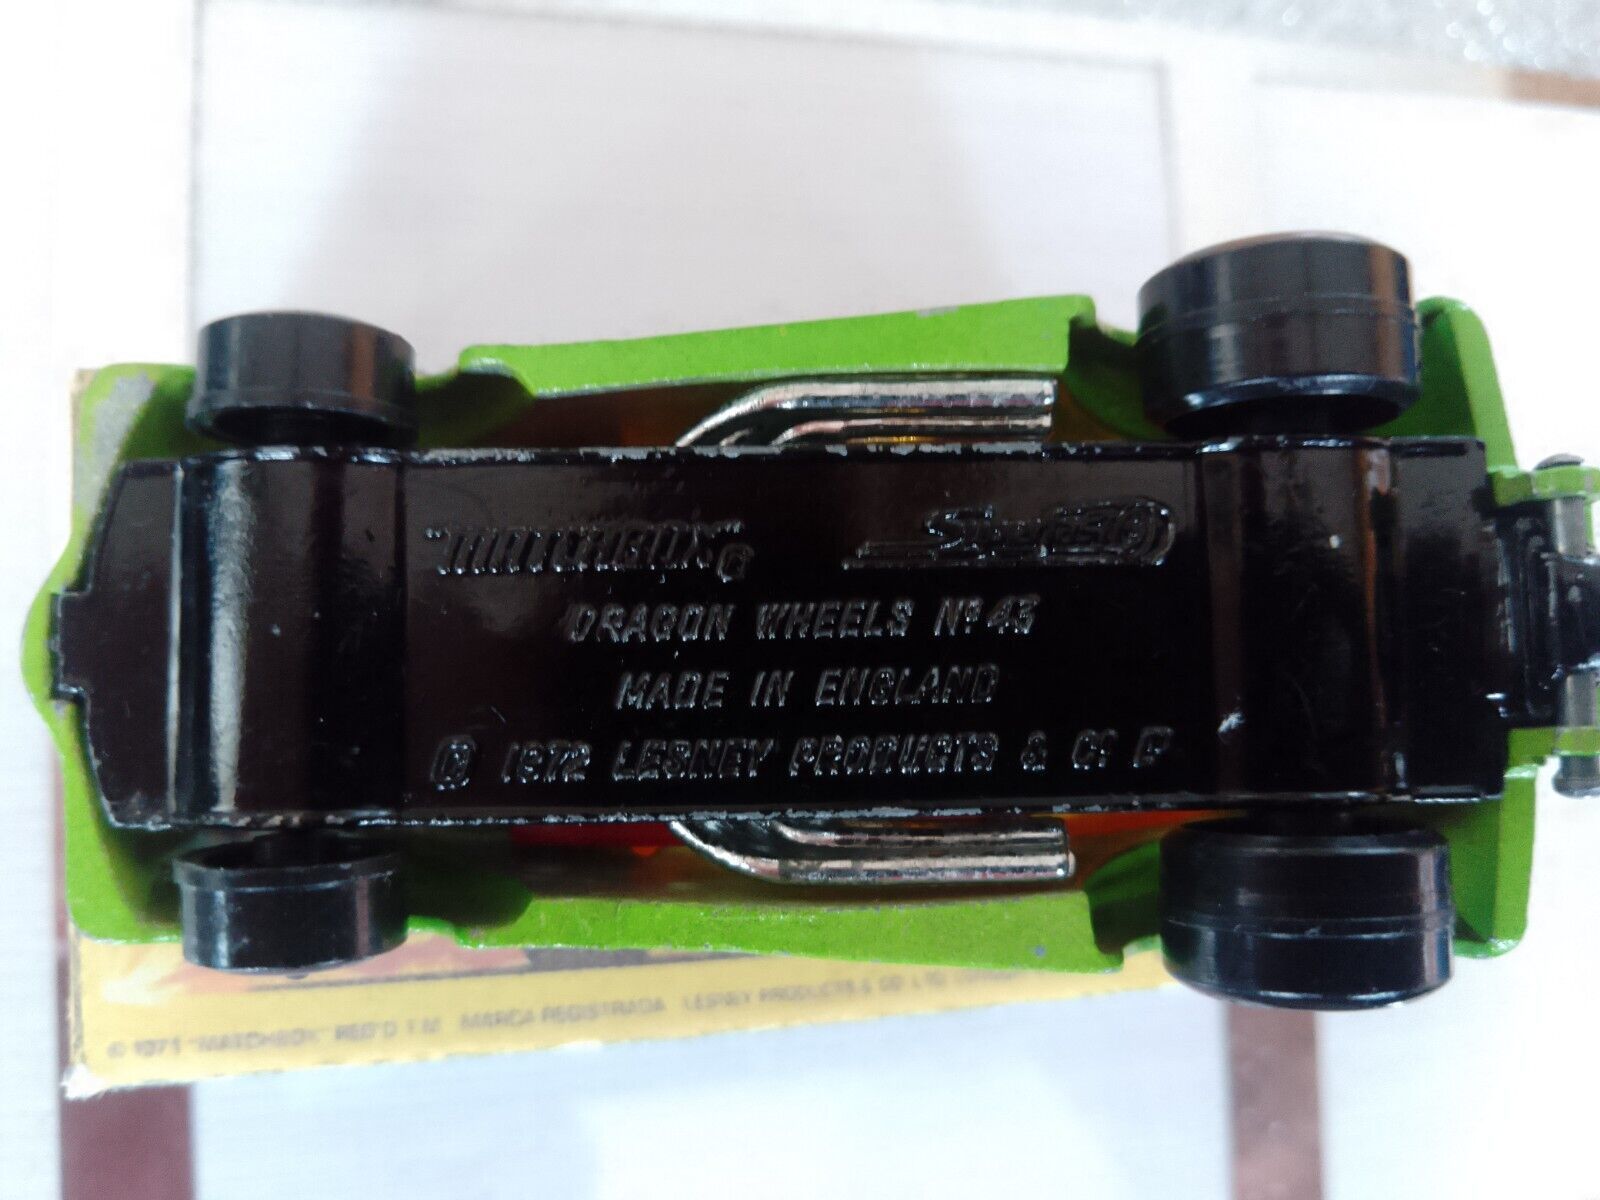 "MATCHBOX" ® Superfast
DRAGON WHEELS Nº 43
MADE IN ENGLAND
© 1972 LESNEY PRODUCTS & Cº Lᴰ
© 1971 "MATCHBOX" REG'D T.M. MARCA REGISTRADA LESNEY PRODUCTS & CO. LTD.